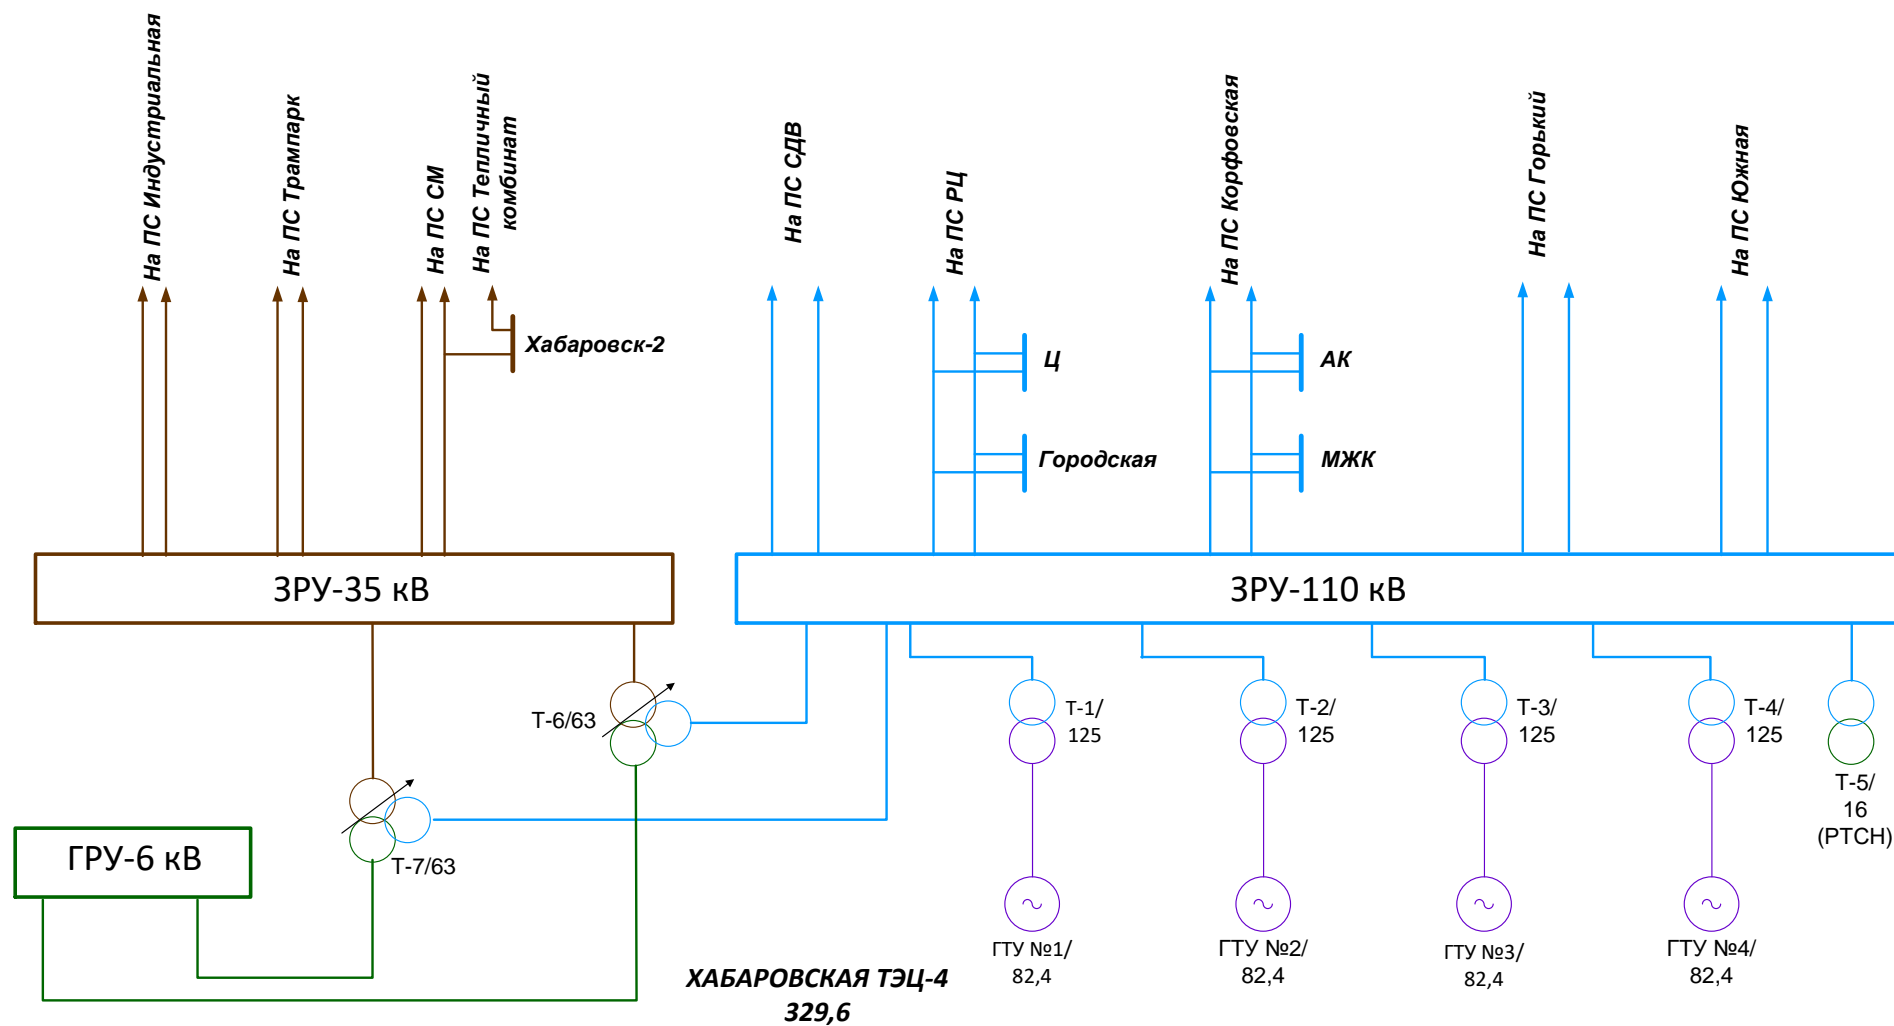 На ПС Индустриальная
На ПС Трампарк
На ПС СМ
На ПС Тепличный
комбинат
На ПС СДВ
На ПС РЦ
На ПС Корфовская
На ПС Горький
На ПС Южная
Хабаровск-2
Ц
АК
Городская
МЖК
ЗРУ-35 кВ
ЗРУ-110 кВ
Т-6/63
Т-1/
125
Т-2/
125
Т-3/
125
Т-4/
125
Т-5/
16
(РТСН)
ГРУ-6 кВ
Т-7/63
ГТУ №1/
82,4
ГТУ №2/
82,4
ГТУ №3/
82,4
ГТУ №4/
82,4
ХАБАРОВСКАЯ ТЭЦ-4
329,6